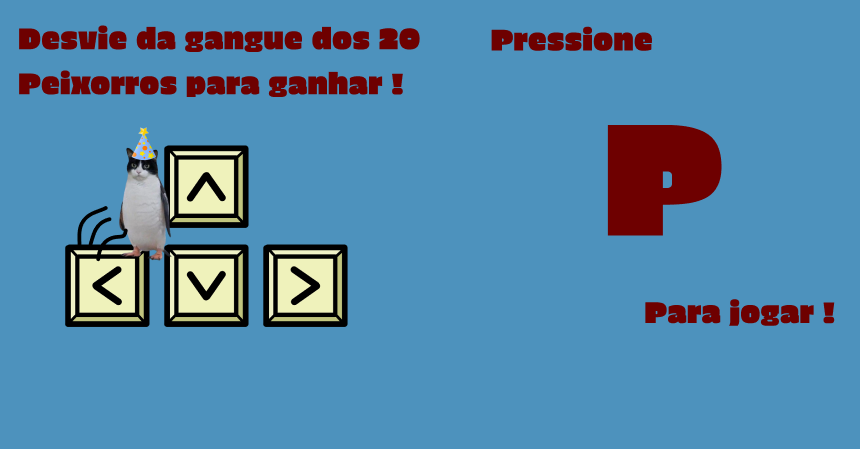 Desvie da gangue dos 20
Peixorros para ganhar !
Pressione
P
Para jogar !